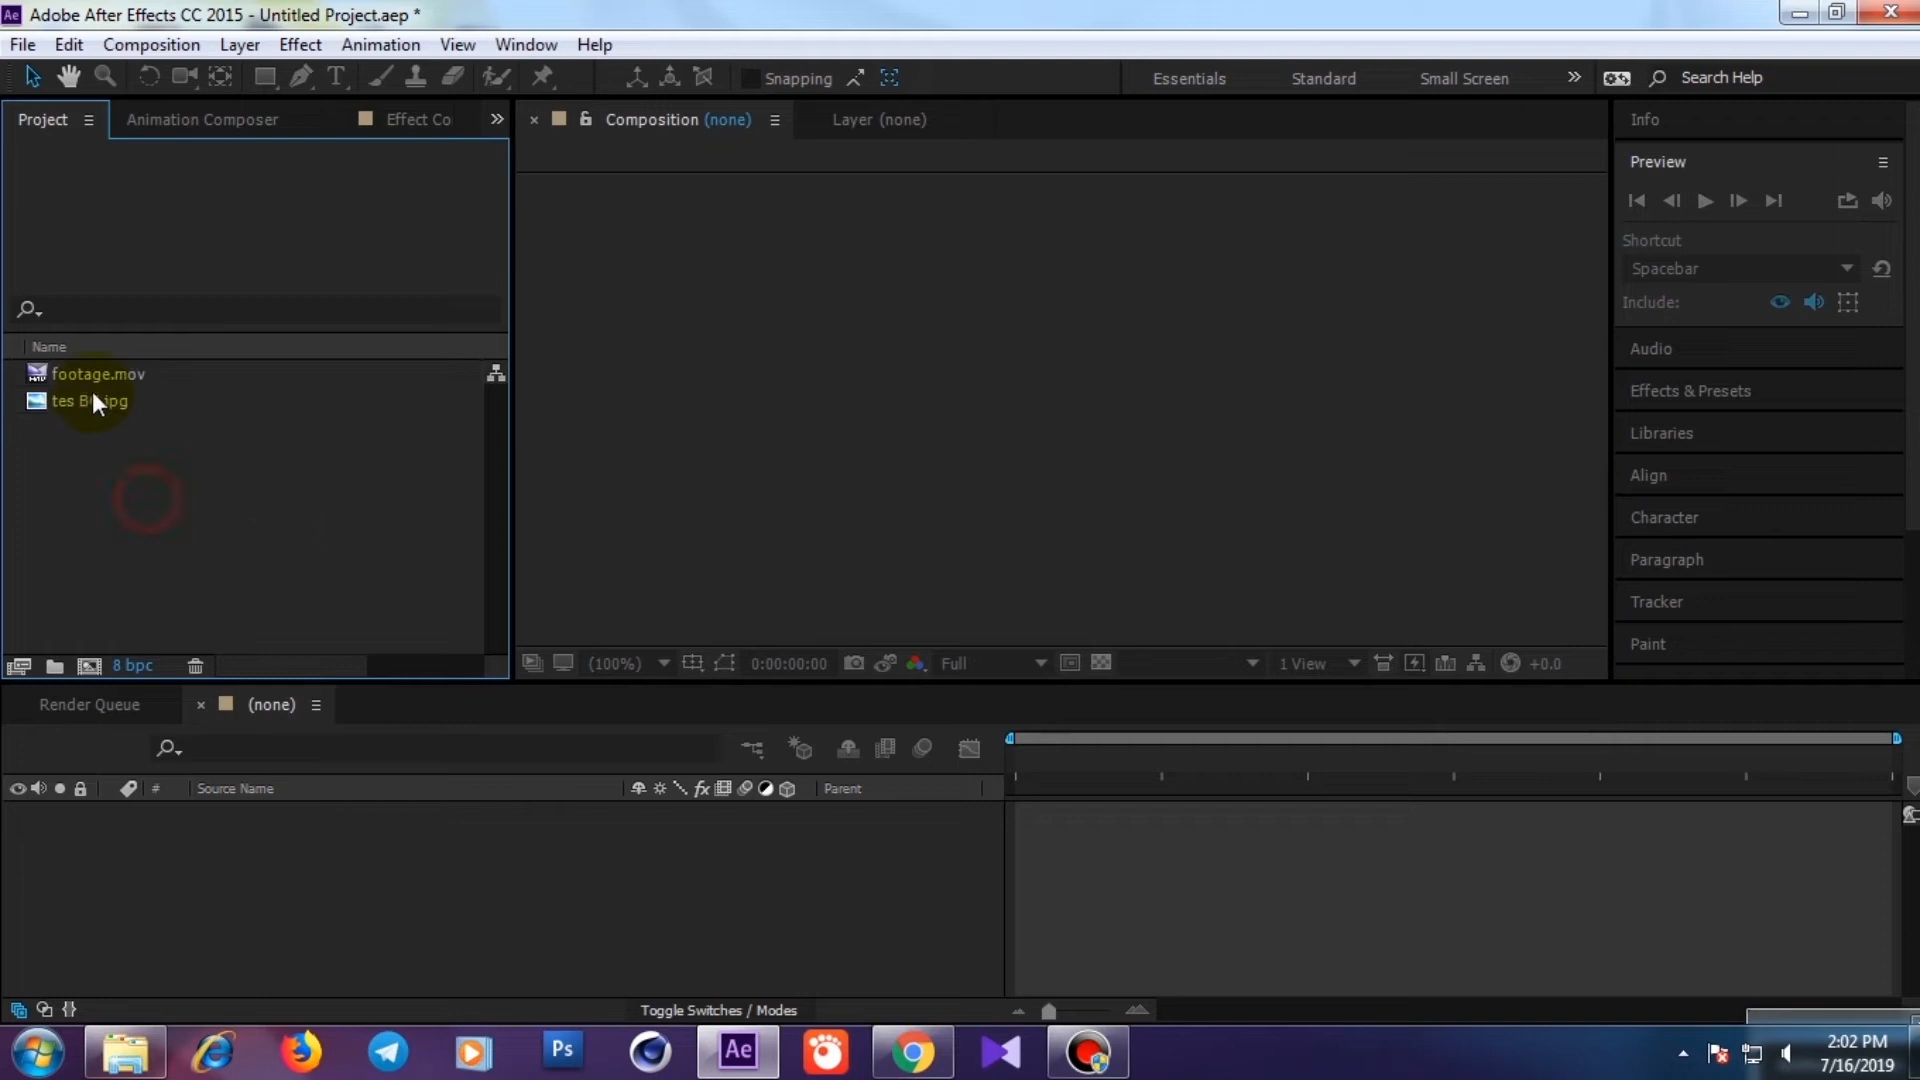 Adobe After Effects CC 2015 - Untitled Project.aep *
File Edit Composition Layer Effect Animation View Window Help
Snapping Essentials Standard Small Screen Search Help
Project Animation Composer Effect Co
Composition (none) Layer (none)
Info
Preview
Shortcut
Spacebar
Include:
Audio
Effects & Presets
Libraries
Align
Character
Paragraph
Tracker
Paint
Name
footage.mov
tes BG.jpg
8 bpc
(100%) 0:00:00:00 Full 1 View +0.0
Render Queue (none)
# Source Name fx Parent
Toggle Switches / Modes
2:02 PM
7/16/2019